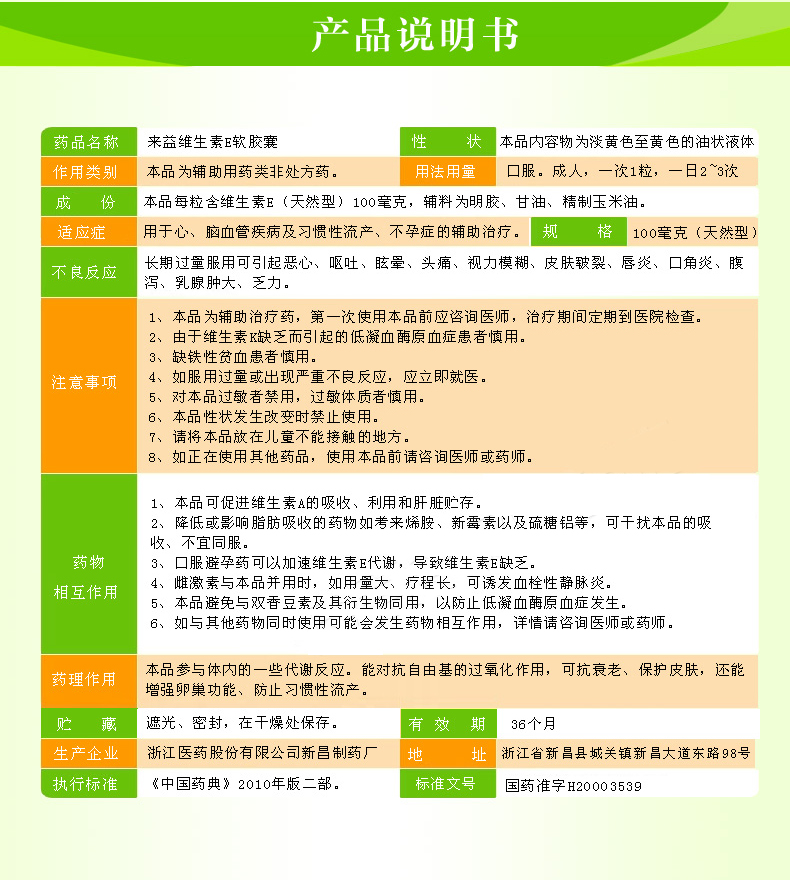 产品说明书
药品名称 来益维生素E软胶囊 性 状 本品内容物为淡黄色至黄色的油状液体
作用类别 本品为辅助用药类非处方药。 用法用量 口服。成人，一次1粒，一日2~3次
成 份 本品每粒含维生素E（天然型）100毫克，辅料为明胶、甘油、精制玉米油。
适应症 用于心、脑血管疾病及习惯性流产、不孕症的辅助治疗。 规 格 100毫克（天然型）
不良反应 长期过量服用可引起恶心、呕吐、眩晕、头痛、视力模糊、皮肤皲裂、唇炎、口角炎、腹
泻、乳腺肿大、乏力。
注意事项
1、本品为辅助治疗药，第一次使用本品前应咨询医师，治疗期间定期到医院检查。
2、由于维生素K缺乏而引起的低凝血酶原血症患者慎用。
3、缺铁性贫血患者慎用。
4、如服用过量或出现严重不良反应，应立即就医。
5、对本品过敏者禁用，过敏体质者慎用。
6、本品性状发生改变时禁止使用。
7、请将本品放在儿童不能接触的地方。
8、如正在使用其他药品，使用本品前请咨询医师或药师。
药物
相互作用
1、本品可促进维生素A的吸收、利用和肝脏贮存。
2、降低或影响脂肪吸收的药物如考来烯胺、新霉素以及硫糖铝等，可干扰本品的吸
收、不宜同服。
3、口服避孕药可以加速维生素E代谢，导致维生素E缺乏。
4、雌激素与本品并用时，如用量大、疗程长，可诱发血栓性静脉炎。
5、本品避免与双香豆素及其衍生物同用，以防止低凝血酶原血症发生。
6、如与其他药物同时使用可能会发生药物相互作用，详情请咨询医师或药师。
药理作用 本品参与体内的一些代谢反应。能对抗自由基的过氧化作用，可抗衰老、保护皮肤，还能
增强卵巢功能、防止习惯性流产。
贮 藏 遮光、密封，在干燥处保存。 有 效 期 36个月
生产企业 浙江医药股份有限公司新昌制药厂 地 址 浙江省新昌县城关镇新昌大道东路98号
执行标准 《中国药典》2010年版二部。 标准文号 国药准字H20003539